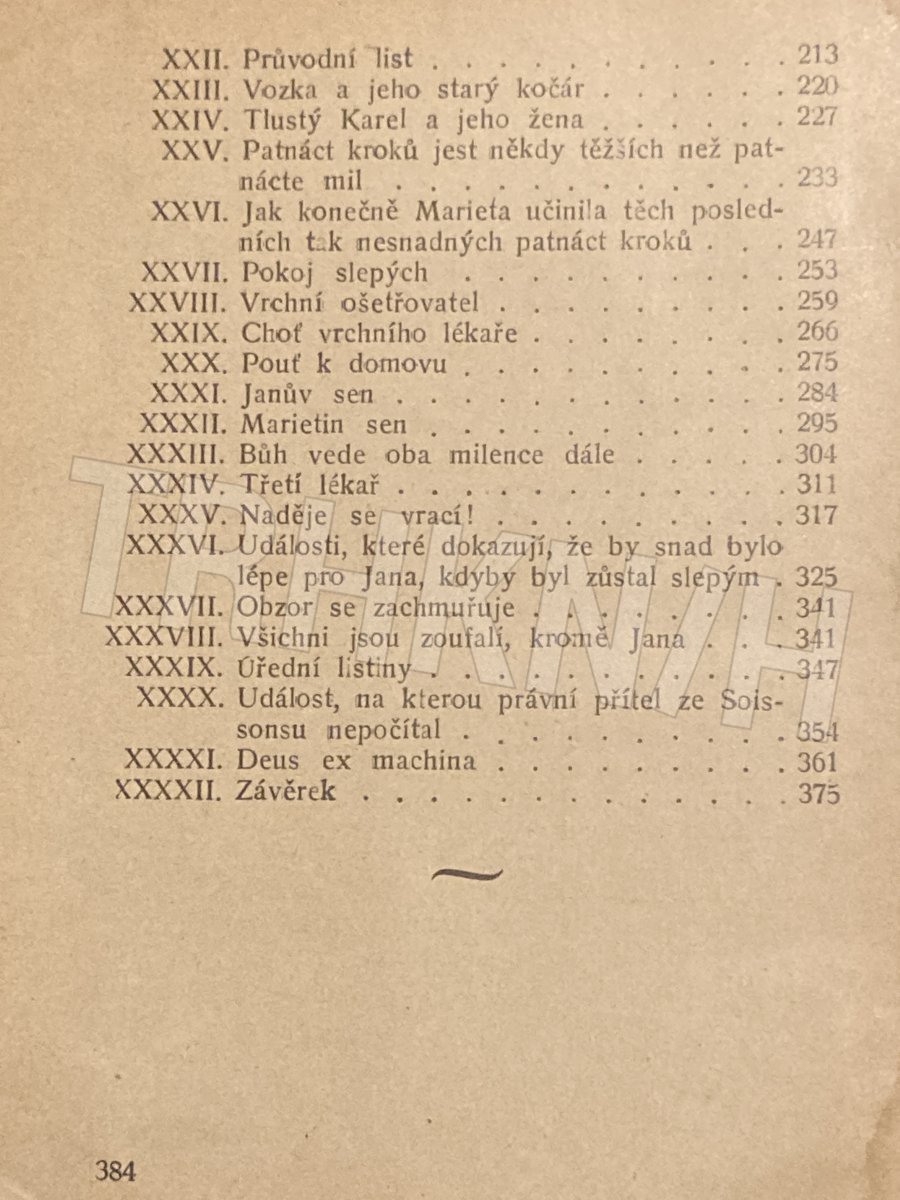 XXII. Průvodní list . . . . . . . . . . . 213
XXIII. Vozka a jeho starý kočár . . . . . . 220
XXIV. Tlustý Karel a jeho žena . . . . . . 227
XXV. Patnáct kroků jest někdy těžších než pat-
nácte mil . . . . . . . . . . . . 233
XXVI. Jak konečně Marieta učinila těch posled-
ních tak nesnadných patnáct kroků . . . 247
XXVII. Pokoj slepých . . . . . . . . . . 253
XXVIII. Vrchní ošetřovatel . . . . . . . . . 259
XXIX. Choť vrchního lékaře . . . . . . . . 266
XXX. Pouť k domovu . . . . . . . . . . 275
XXXI. Janův sen . . . . . . . . . . . . 284
XXXII. Marietin sen . . . . . . . . . . . 295
XXXIII. Bůh vede oba milence dále . . . . . 304
XXXIV. Třetí lékař . . . . . . . . . . . . 311
XXXV. Naděje se vrací! . . . . . . . . . 317
XXXVI. Události, které dokazují, že by snad bylo
lépe pro Jana, kdyby byl zůstal slepým . 325
XXXVII. Obzor se zachmuřuje . . . . . . . . 341
XXXVIII. Všichni jsou zoufalí, kromě Jana . . . 341
XXXIX. Úřední listiny . . . . . . . . . . . 347
XXXX. Událost, na kterou právní přítel ze Sois-
sonsu nepočítal . . . . . . . . . . 354
XXXXI. Deus ex machina . . . . . . . . . 361
XXXXII. Závěrek . . . . . . . . . . . . . 375
TRHKNIH
384